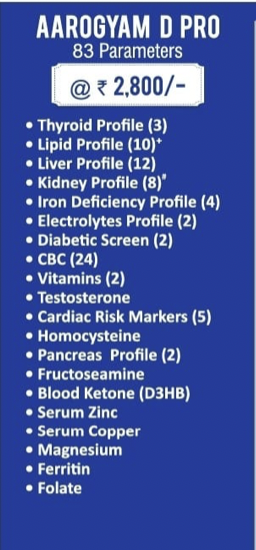 AAROGYAM D PRO
83 Parameters
@ ₹ 2,800/-
• Thyroid Profile (3)
• Lipid Profile (10)+
• Liver Profile (12)
• Kidney Profile (8)#
• Iron Deficiency Profile (4)
• Electrolytes Profile (2)
• Diabetic Screen (2)
• CBC (24)
• Vitamins (2)
• Testosterone
• Cardiac Risk Markers (5)
• Homocysteine
• Pancreas Profile (2)
• Fructoseamine
• Blood Ketone (D3HB)
• Serum Zinc
• Serum Copper
• Magnesium
• Ferritin
• Folate